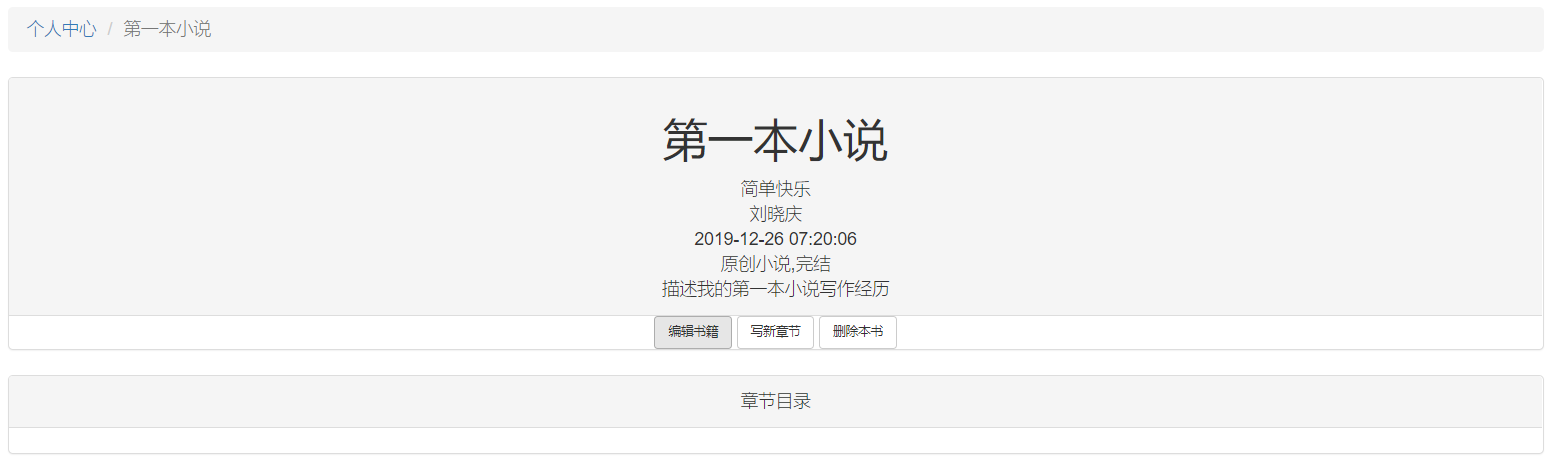 个人中心 / 第一本小说
第一本小说
简单快乐
刘晓庆
2019-12-26 07:20:06
原创小说,完结
描述我的第一本小说写作经历
编辑书籍 写新章节 删除本书
章节目录